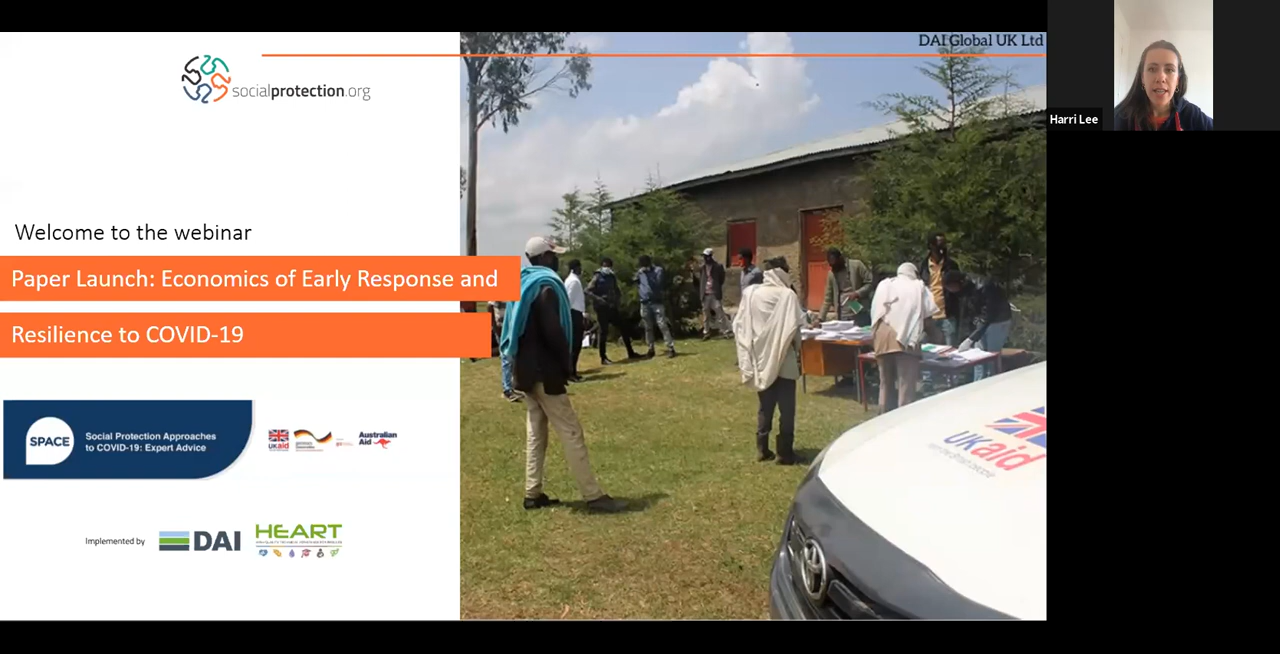 DAI Global UK Ltd
socialprotection.org
Harri Lee
Welcome to the webinar
Paper Launch: Economics of Early Response and
Resilience to COVID-19
SPACE
Social Protection Approaches
to COVID-19: Expert Advice
UKaid
Australian
Aid
UKaid
Implemented by
DAI
HEART